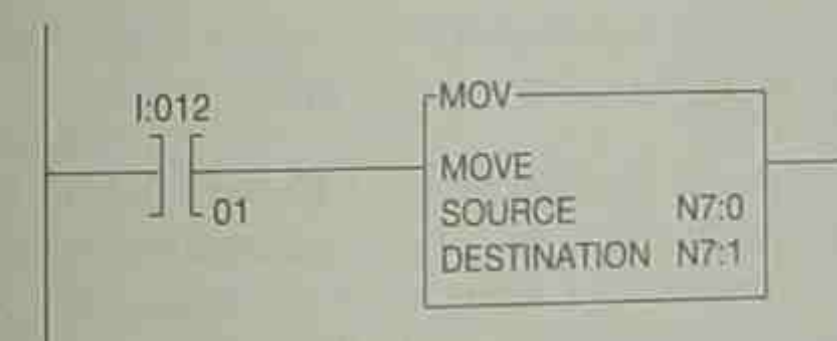 I:012
01
MOV
MOVE
SOURCE N7:0
DESTINATION N7:1